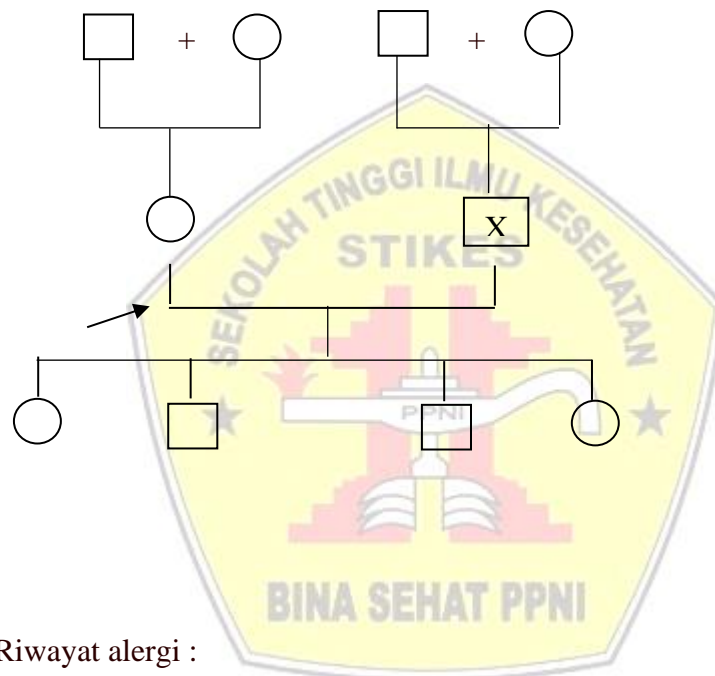 + +
SEKOLAH TINGGI ILMU KESEHATAN
STIKES
X
PPNI
BINA SEHAT PPNI
Riwayat alergi :